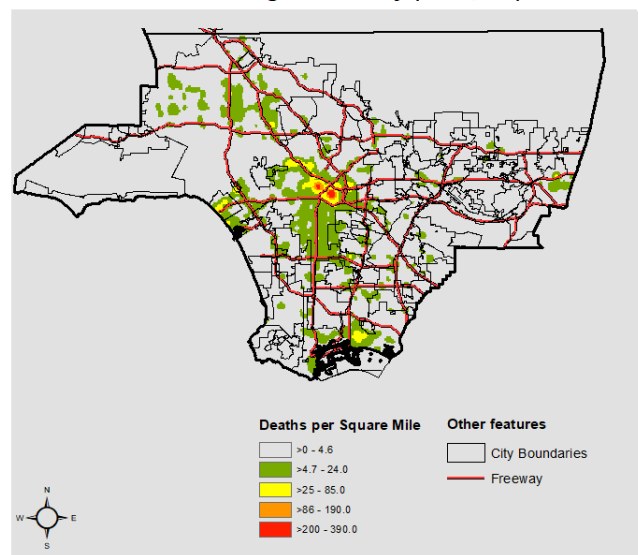 Deaths per Square Mile
>0 - 4.6
>4.7 - 24.0
>25 - 85.0
>86 - 190.0
>200 - 390.0
Other features
City Boundaries
Freeway
N
W E
S